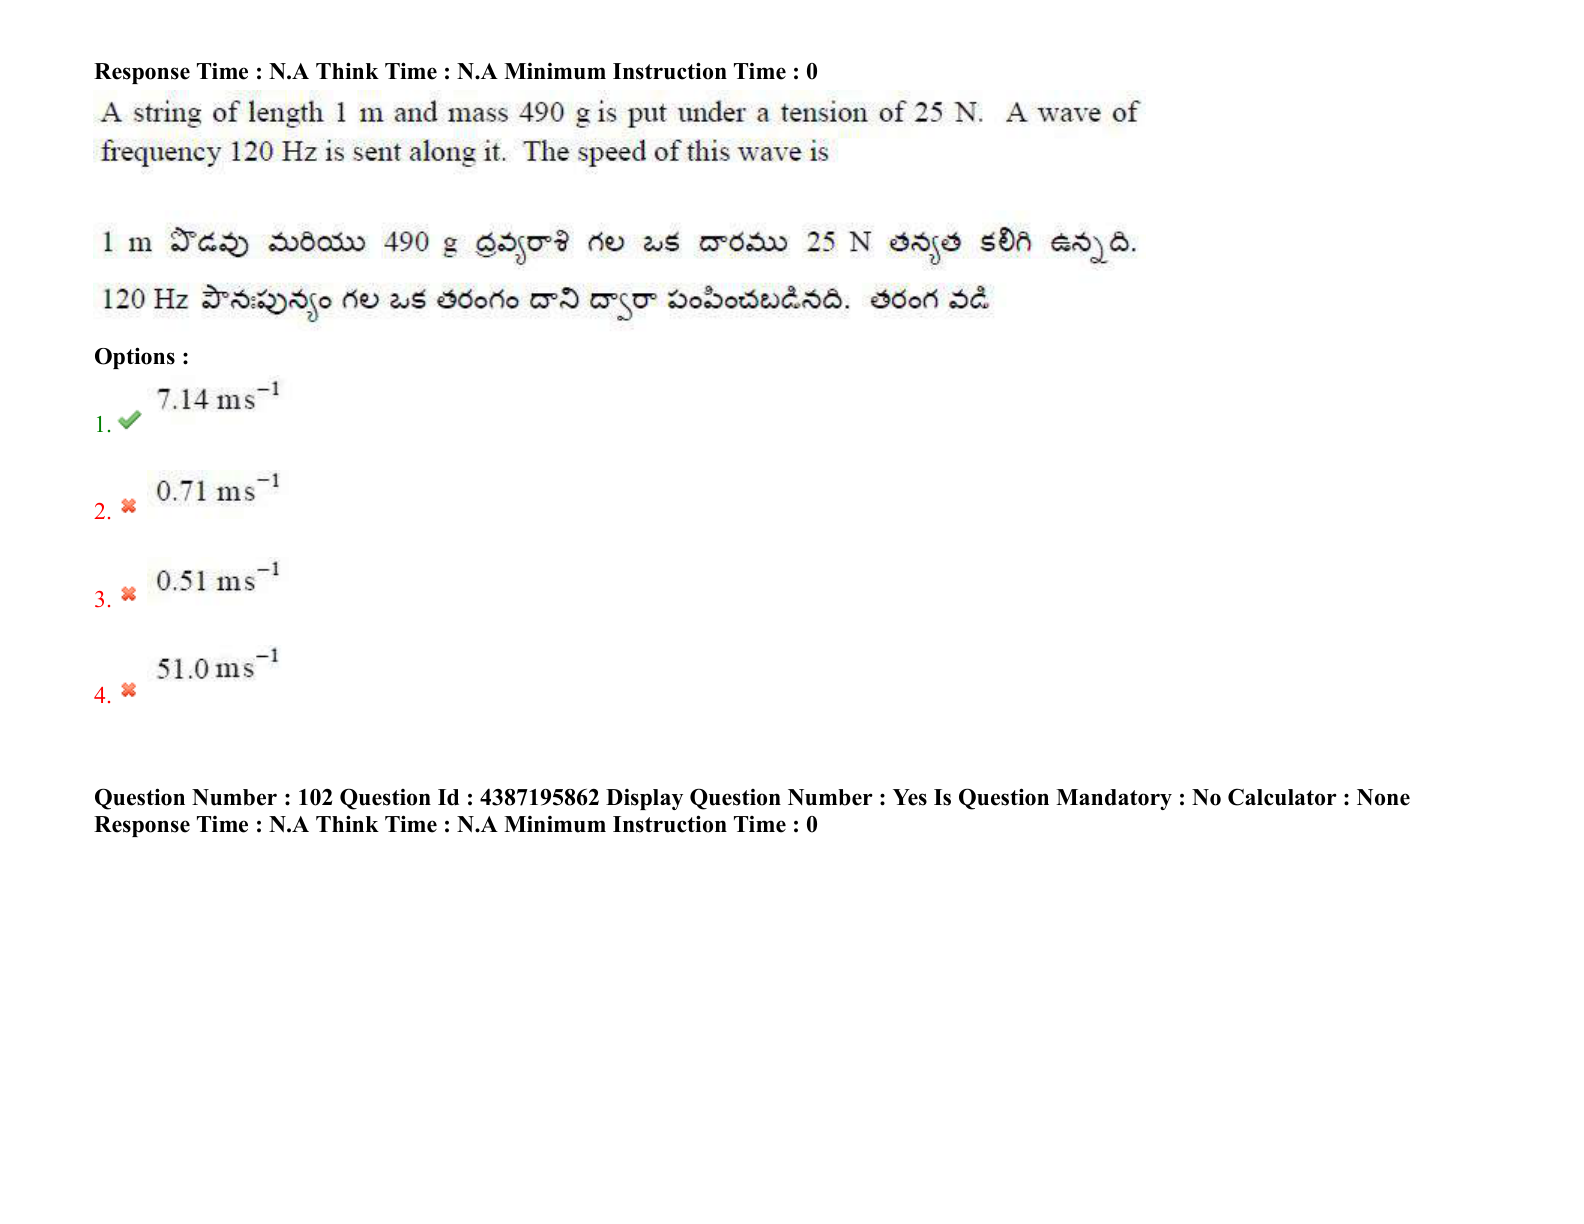 Response Time : N.A Think Time : N.A Minimum Instruction Time : 0
A string of length 1 m and mass 490 g is put under a tension of 25 N. A wave of
frequency 120 Hz is sent along it. The speed of this wave is
1 m పొడవు మరియు 490 g ద్రవ్యరాశి గల ఒక దారము 25 N తన్యత కలిగి ఉన్నది.
120 Hz పౌనఃపున్యం గల ఒక తరంగం దాని ద్వారా పంపించబడినది. తరంగ వడి
Options :
1. 7.14 ms⁻¹
2. 0.71 ms⁻¹
3. 0.51 ms⁻¹
4. 51.0 ms⁻¹
Question Number : 102 Question Id : 4387195862 Display Question Number : Yes Is Question Mandatory : No Calculator : None
Response Time : N.A Think Time : N.A Minimum Instruction Time : 0